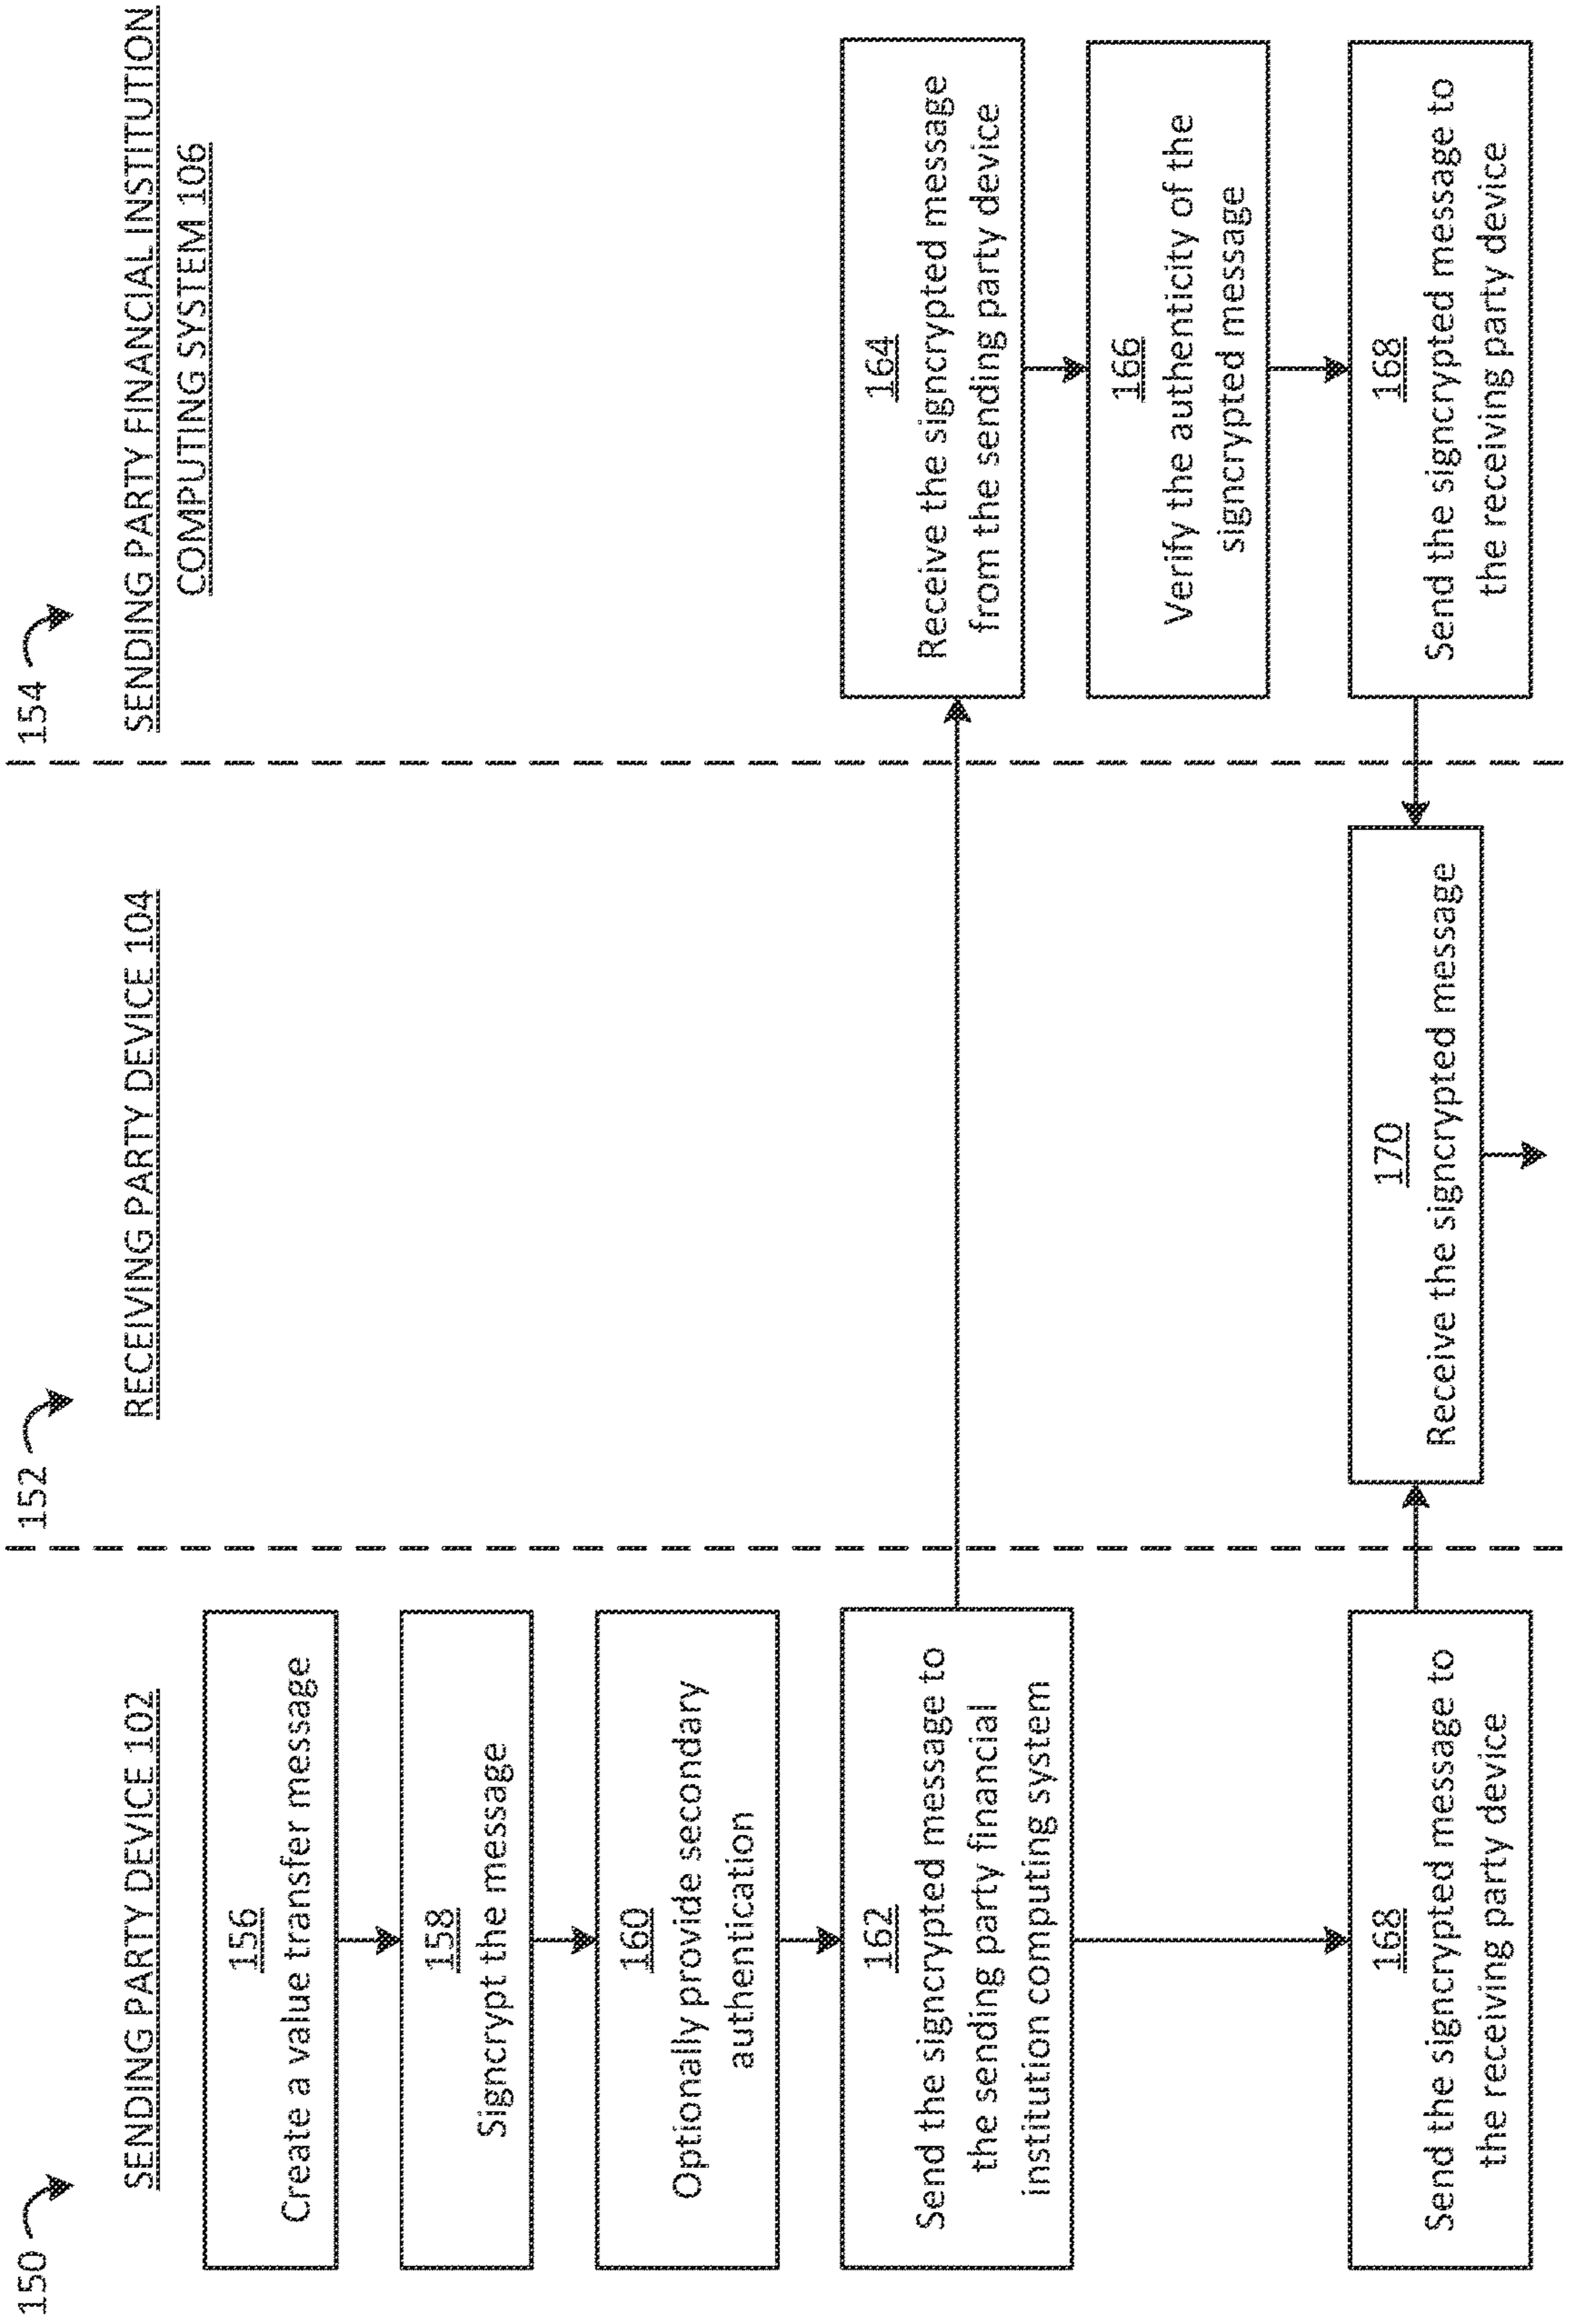 150
SENDING PARTY DEVICE 102
156
Create a value transfer message
158
Signcrypt the message
160
Optionally provide secondary
authentication
162
Send the signcrypted message to
the sending party financial
institution computing system
168
Send the signcrypted message to
the receiving party device
152
RECEIVING PARTY DEVICE 104
170
Receive the signcrypted message
154
SENDING PARTY FINANCIAL INSTITUTION
COMPUTING SYSTEM 106
164
Receive the signcrypted message
from the sending party device
166
Verify the authenticity of the
signcrypted message
168
Send the signcrypted message to
the receiving party device